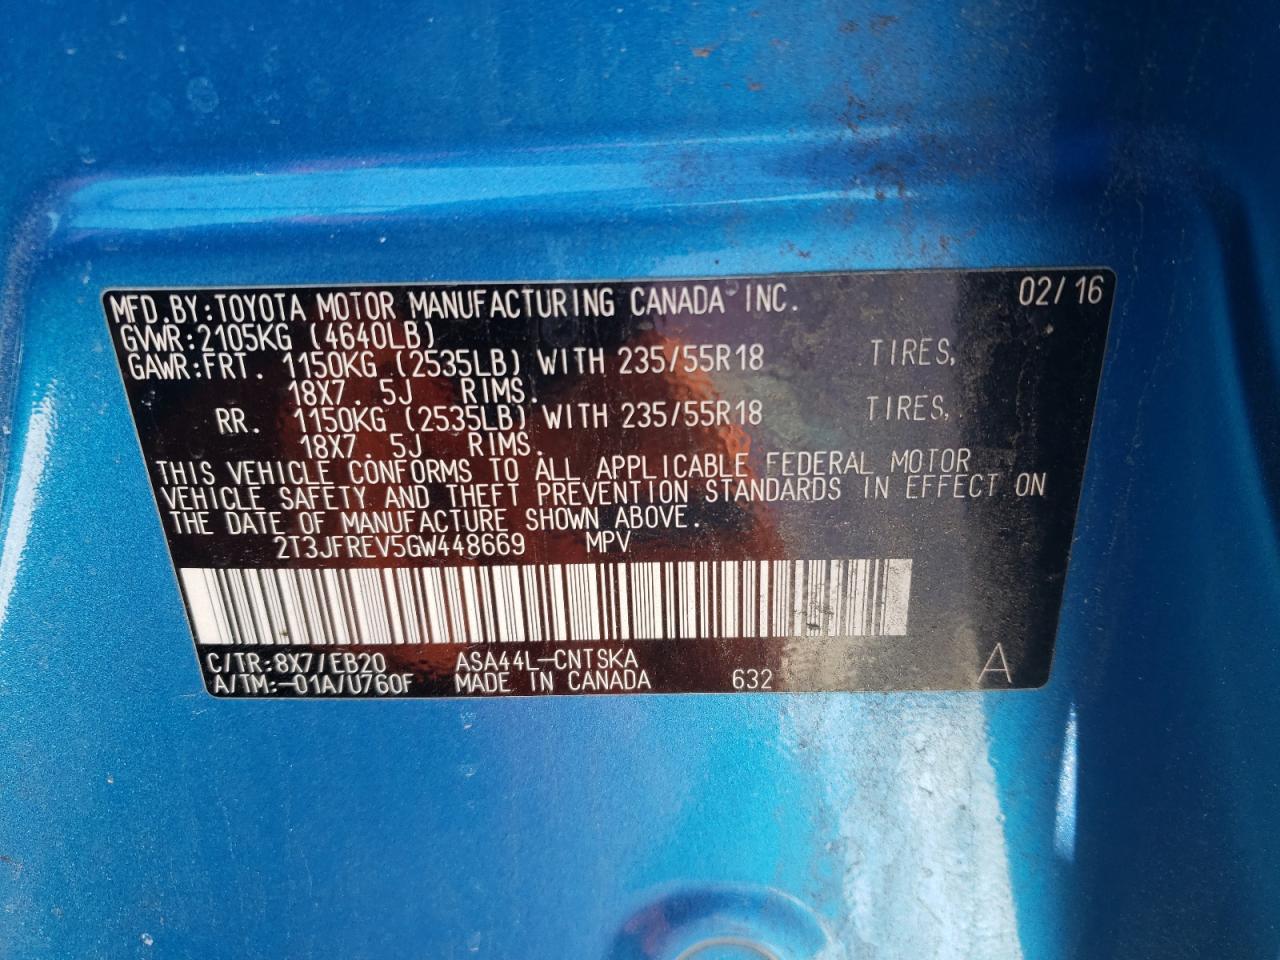 MFD.BY:TOYOTA MOTOR MANUFACTURING CANADA INC. 02/16
GVWR:2105KG (4640LB)
GAWR:FRT. 1150KG (2535LB) WITH 235/55R18 TIRES,
18X7. 5J RIMS.
RR. 1150KG (2535LB) WITH 235/55R18 TIRES,
18X7. 5J RIMS.
THIS VEHICLE CONFORMS TO ALL APPLICABLE FEDERAL MOTOR
VEHICLE SAFETY AND THEFT PREVENTION STANDARDS IN EFFECT ON
THE DATE OF MANUFACTURE SHOWN ABOVE.
2T3JFREV5GW448669 MPV
C/TR:8X7/EB20 ASA44L-CNTSKA
A/TM:-01A/U760F MADE IN CANADA 632 A